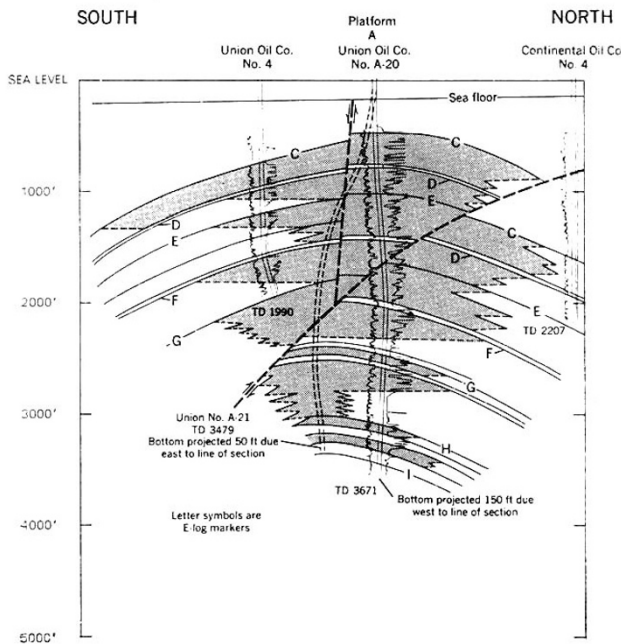 SOUTH
NORTH
Platform
A
Union Oil Co.
No. 4
Union Oil Co.
No. A-20
Continental Oil Co
No. 4
SEA LEVEL
Sea floor
C
C
1000'
D
D
E
E
C
D
F
2000'
TD 1990
E
TD 2207
G
F
G
3000'
Union No. A-21
TD 3479
Bottom projected 50 ft due
east to line of section
H
I
TD 3671
Bottom projected 150 ft due
west to line of section
Letter symbols are
E-log markers
4000'
5000'